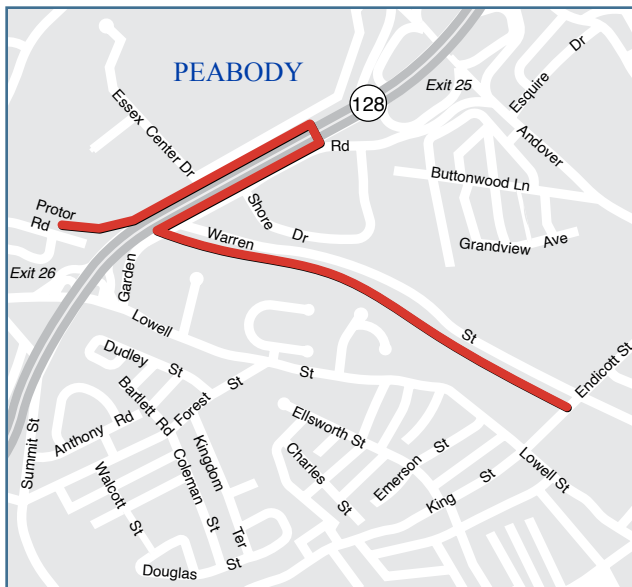 PEABODY
128
Exit 25
Esquire Dr
Andover
Rd
Essex Center Dr
Buttonwood Ln
Protor
Rd
Shore Dr
Grandview Ave
Warren St
Exit 26
Garden
Lowell St
Endicott St
Dudley St
Bartlett Rd
Forest St
Anthony Rd
Ellsworth St
Kingdom Ter
Summit St
Walcott St
Coleman St
Charles St
Emerson St
King St
Lowell St
Douglas St